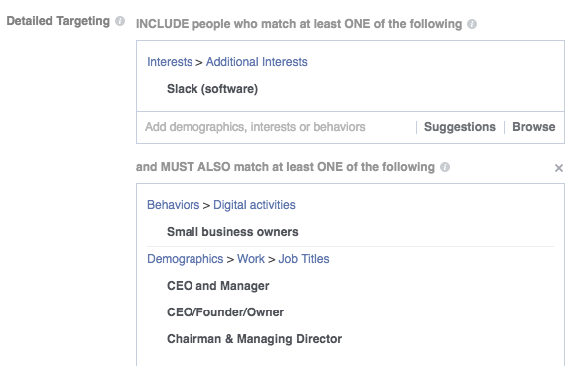 Detailed Targeting
INCLUDE people who match at least ONE of the following
Interests > Additional Interests
Slack (software)
Add demographics, interests or behaviors | Suggestions | Browse
and MUST ALSO match at least ONE of the following
Behaviors > Digital activities
Small business owners
Demographics > Work > Job Titles
CEO and Manager
CEO/Founder/Owner
Chairman & Managing Director